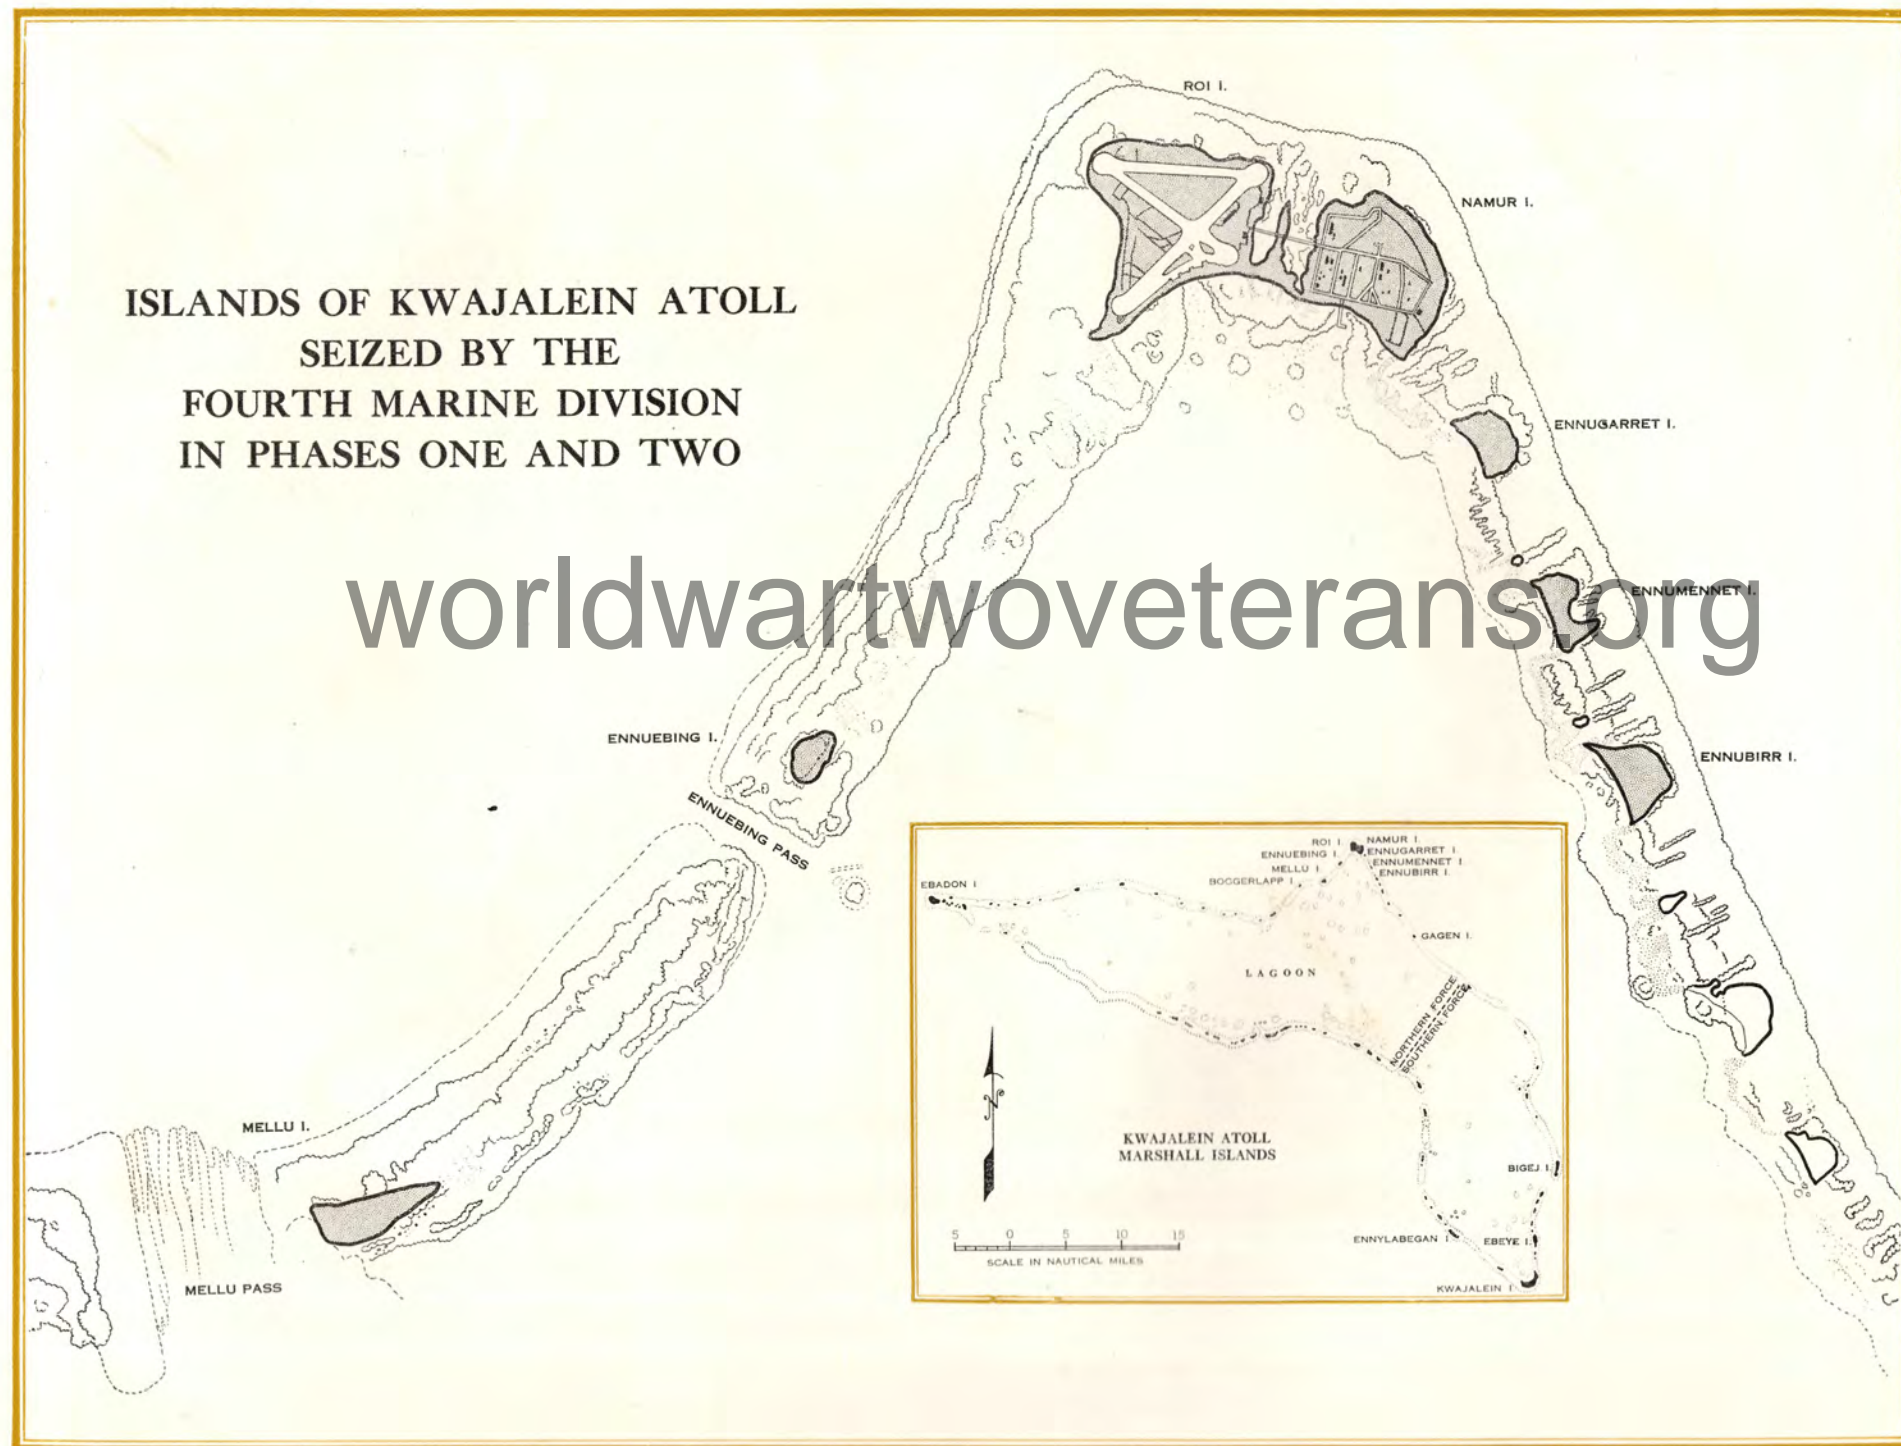 ROI I.
NAMUR I.
ISLANDS OF KWAJALEIN ATOLL
SEIZED BY THE
FOURTH MARINE DIVISION
IN PHASES ONE AND TWO
ENNUGARRET I.
worldwartwoveterans.org
ENNUMENNET I.
ENNUEBING I.
ENNUBIRR I.
ENNUEBING PASS
MELLU I.
MELLU PASS
ROI I.
NAMUR I.
ENNUEBING I.
ENNUGARRET I.
MELLU I.
ENNUMENNET I.
BOGGERLAPP I.
ENNUBIRR I.
EBADON I
GAGEN I.
LAGOON
NORTHERN FORCE
SOUTHERN FORCE
N
KWAJALEIN ATOLL
MARSHALL ISLANDS
BIGEJ I.
ENNYLABEGAN I.
EBEYE I.
5 0 5 10 15
SCALE IN NAUTICAL MILES
KWAJALEIN I